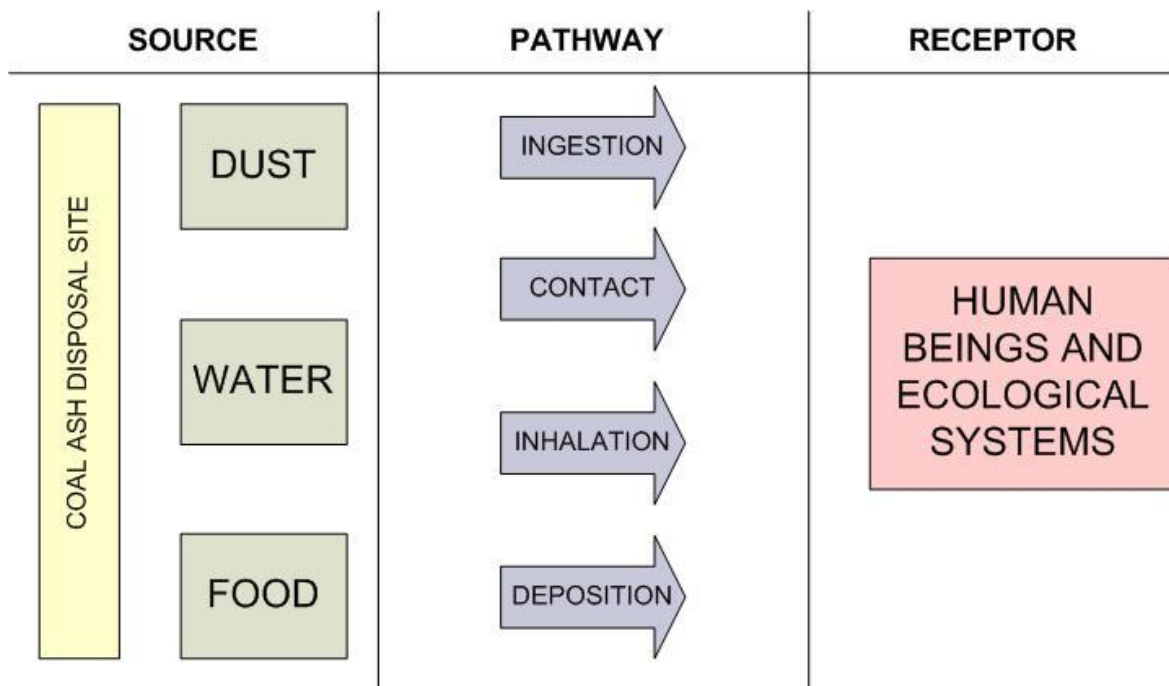 SOURCE
PATHWAY
RECEPTOR
COAL ASH DISPOSAL SITE
DUST
WATER
FOOD
INGESTION
CONTACT
INHALATION
DEPOSITION
HUMAN
BEINGS AND
ECOLOGICAL
SYSTEMS